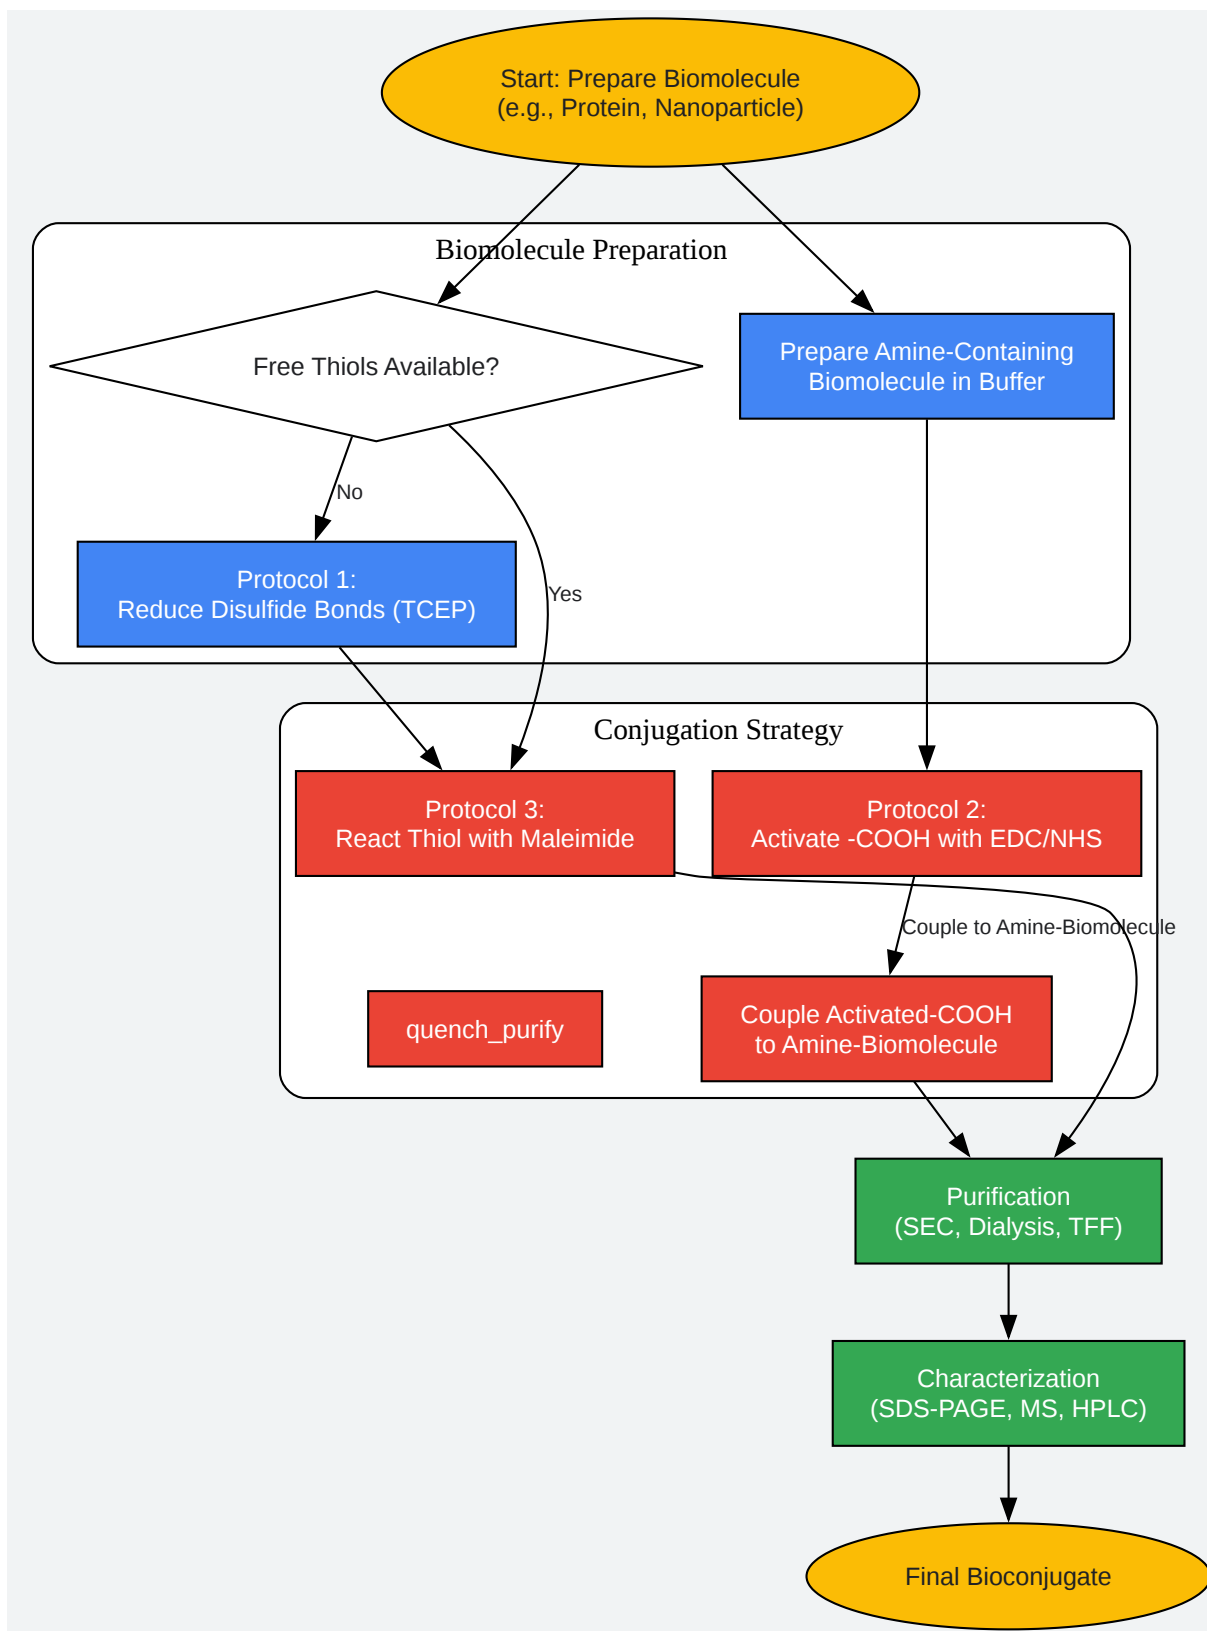 Start: Prepare Biomolecule
(e.g., Protein, Nanoparticle)
Biomolecule Preparation
Free Thiols Available?
Prepare Amine-Containing
Biomolecule in Buffer
No
Yes
Protocol 1:
Reduce Disulfide Bonds (TCEP)
Conjugation Strategy
Protocol 3:
React Thiol with Maleimide
Protocol 2:
Activate -COOH with EDC/NHS
Couple to Amine-Biomolecule
quench_purify
Couple Activated-COOH
to Amine-Biomolecule
Purification
(SEC, Dialysis, TFF)
Characterization
(SDS-PAGE, MS, HPLC)
Final Bioconjugate